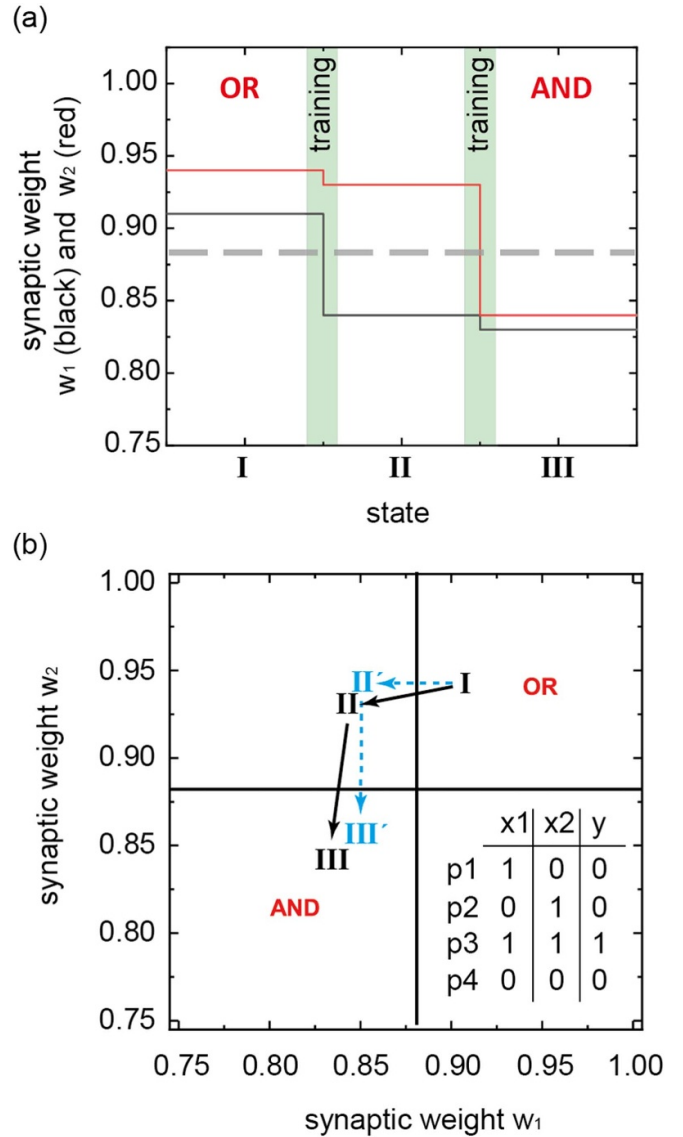 (a)
synaptic weight
w₁ (black) and w₂ (red)
1.00
0.95
0.90
0.85
0.80
0.75
OR
training
training
AND
I
II
III
state
(b)
synaptic weight w₂
1.00
0.95
0.90
0.85
0.80
0.75
II´
I
OR
II
III´
III
AND
x1 x2 y
p1 1 0 0
p2 0 1 0
p3 1 1 1
p4 0 0 0
0.75 0.80 0.85 0.90 0.95 1.00
synaptic weight w₁